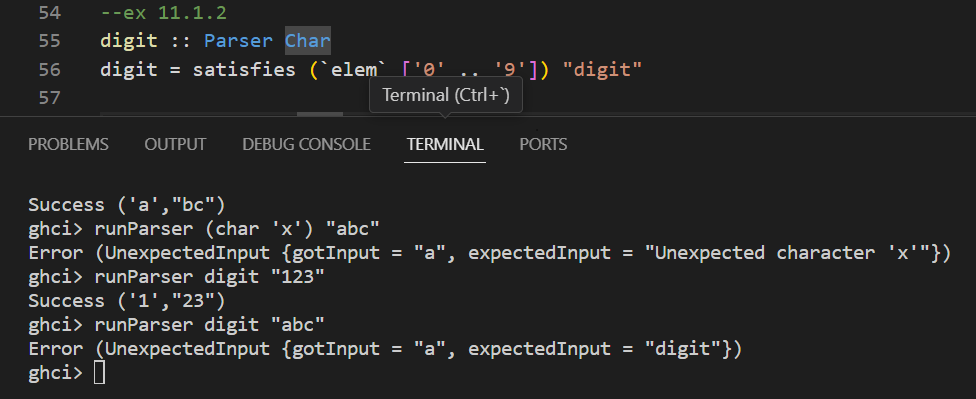 54 --ex 11.1.2
55 digit :: Parser Char
56 digit = satisfies (`elem` ['0' .. '9']) "digit"
57
Terminal (Ctrl+`)
PROBLEMS OUTPUT DEBUG CONSOLE TERMINAL PORTS
Success ('a',"bc")
ghci> runParser (char 'x') "abc"
Error (UnexpectedInput {gotInput = "a", expectedInput = "Unexpected character 'x'"})
ghci> runParser digit "123"
Success ('1',"23")
ghci> runParser digit "abc"
Error (UnexpectedInput {gotInput = "a", expectedInput = "digit"})
ghci>